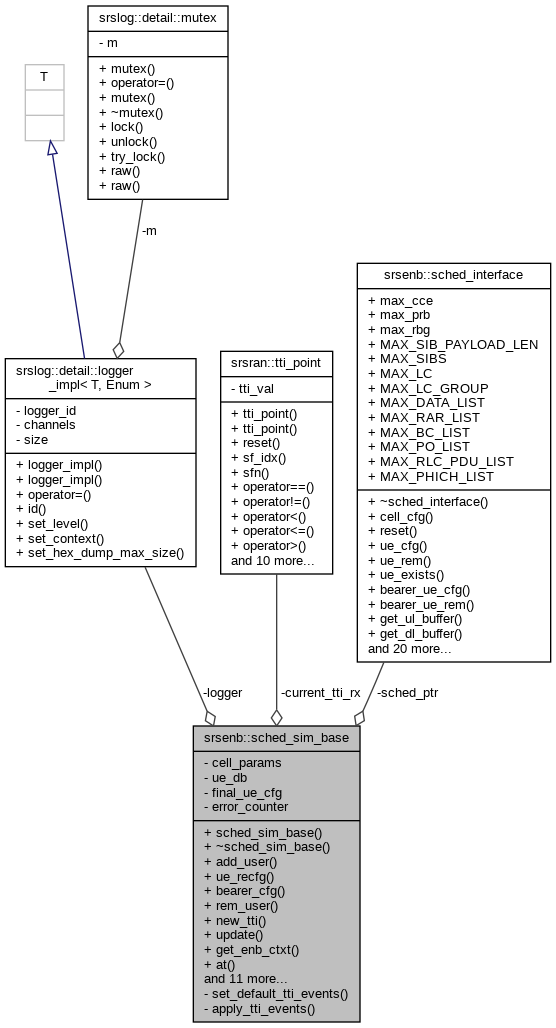 srslog::detail::mutex
- m
+ mutex()
+ operator=()
+ mutex()
+ ~mutex()
+ lock()
+ unlock()
+ try_lock()
+ raw()
+ raw()
T
-m
srsenb::sched_interface
+ max_cce
+ max_prb
+ max_rbg
+ MAX_SIB_PAYLOAD_LEN
+ MAX_SIBS
+ MAX_LC
+ MAX_LC_GROUP
+ MAX_DATA_LIST
+ MAX_RAR_LIST
+ MAX_BC_LIST
+ MAX_PO_LIST
+ MAX_RLC_PDU_LIST
+ MAX_PHICH_LIST
+ ~sched_interface()
+ cell_cfg()
+ reset()
+ ue_cfg()
+ ue_rem()
+ ue_exists()
+ bearer_ue_cfg()
+ bearer_ue_rem()
+ get_ul_buffer()
+ get_dl_buffer()
and 20 more...
srslog::detail::logger
_impl< T, Enum >
- logger_id
- channels
- size
+ logger_impl()
+ logger_impl()
+ operator=()
+ id()
+ set_level()
+ set_context()
+ set_hex_dump_max_size()
srsran::tti_point
- tti_val
+ tti_point()
+ tti_point()
+ reset()
+ sf_idx()
+ sfn()
+ operator==()
+ operator!=()
+ operator<()
+ operator<=()
+ operator>()
and 10 more...
-logger
-current_tti_rx
-sched_ptr
srsenb::sched_sim_base
- cell_params
- ue_db
- final_ue_cfg
- error_counter
+ sched_sim_base()
+ ~sched_sim_base()
+ add_user()
+ ue_recfg()
+ bearer_cfg()
+ rem_user()
+ new_tti()
+ update()
+ get_enb_ctxt()
+ at()
and 11 more...
- set_default_tti_events()
- apply_tti_events()